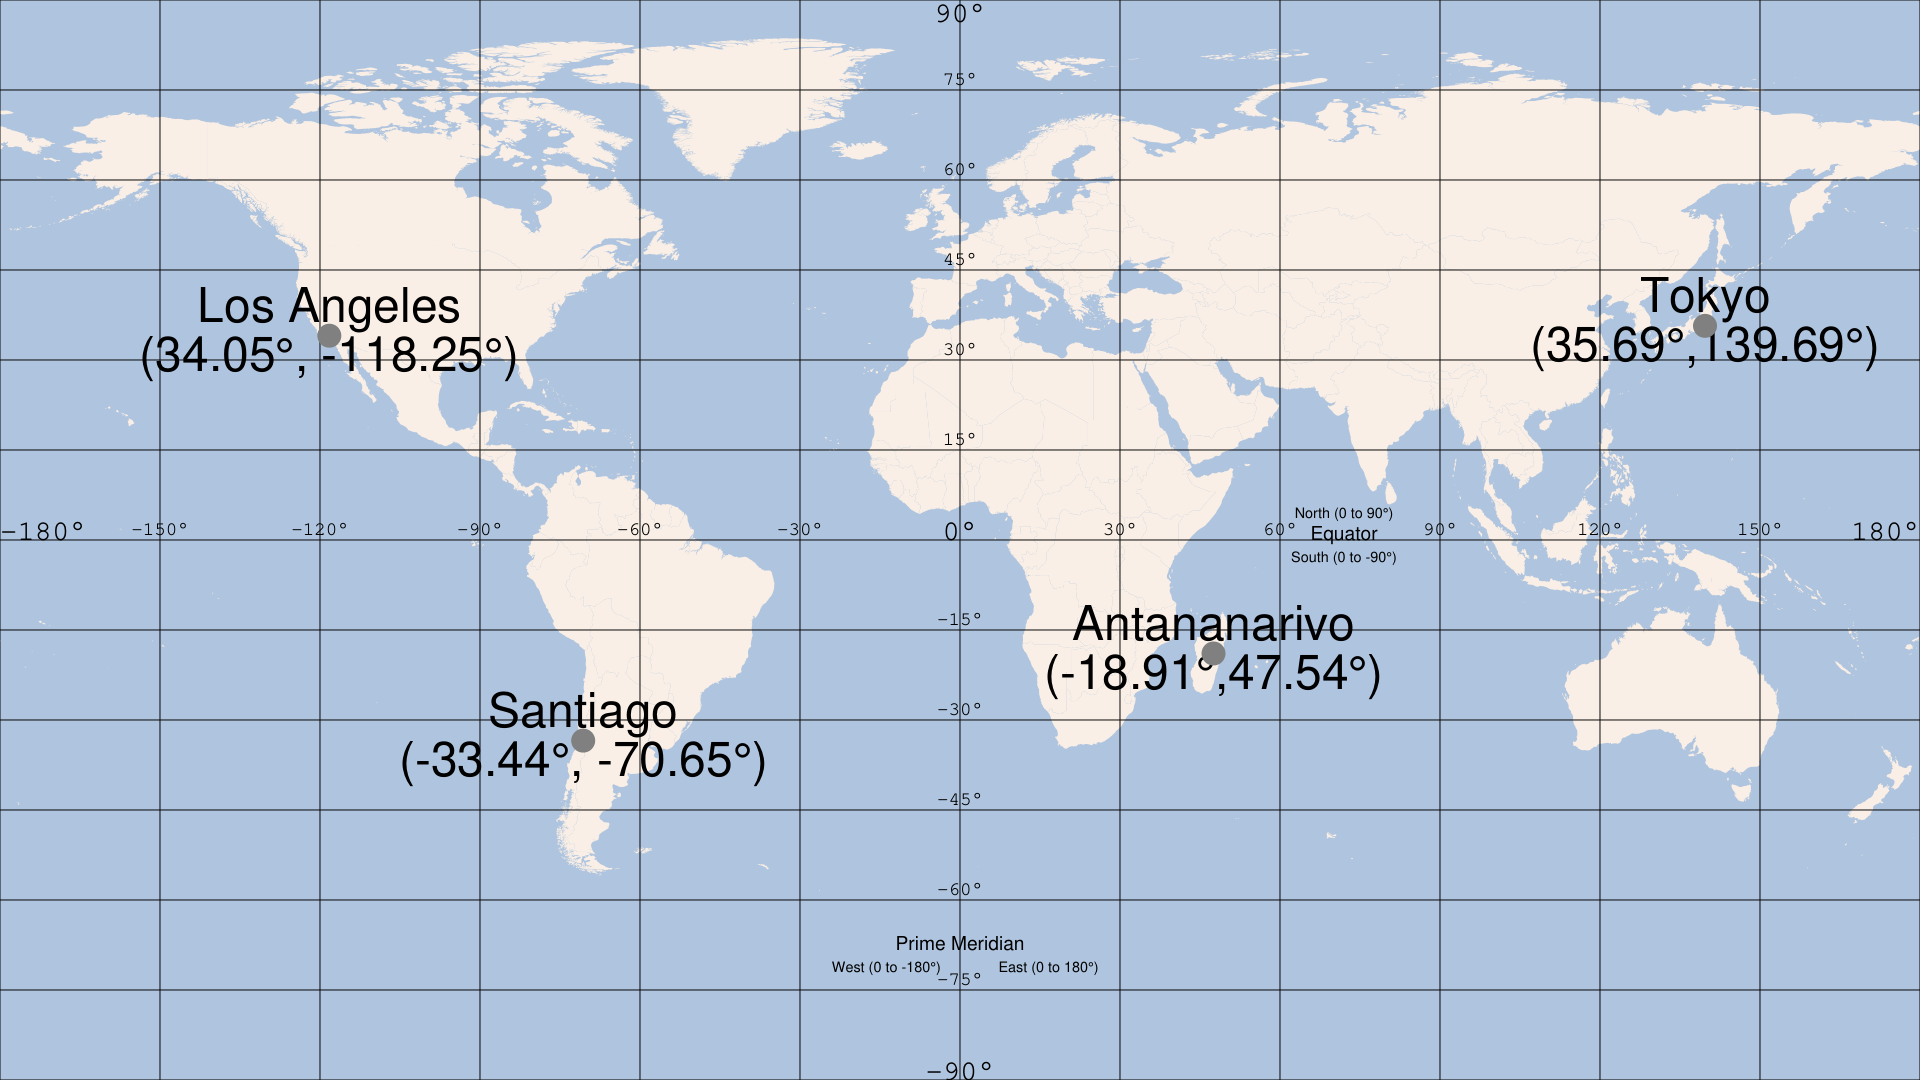 90°
75°
60°
45°
Los Angeles
(34.05°, -118.25°)
Tokyo
(35.69°,139.69°)
30°
15°
North (0 to 90°)
−180° −150° −120° −90° −60° −30° 0° 30° 60° 90° 120° 150° 180°
Equator
South (0 to -90°)
−15°
Antananarivo
(-18.91°,47.54°)
−30°
Santiago
(-33.44°, -70.65°)
−45°
−60°
Prime Meridian
West (0 to -180°) East (0 to 180°)
−75°
−90°